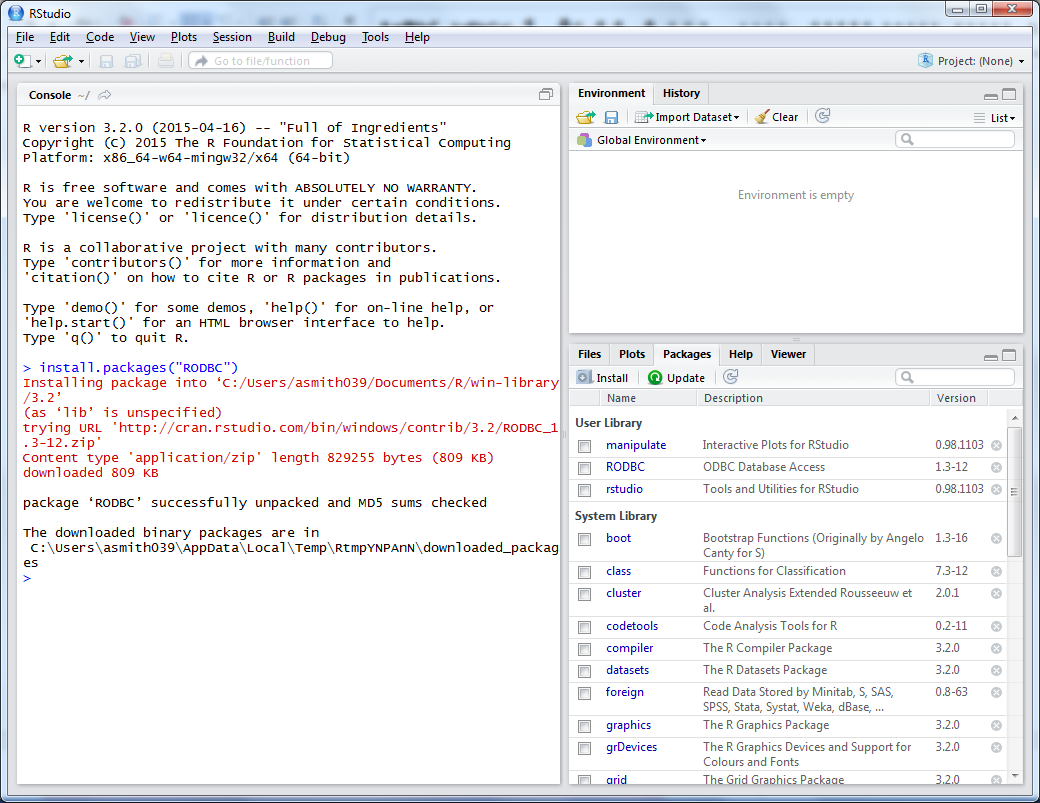 RStudio
File Edit Code View Plots Session Build Debug Tools Help
Go to file/function
Project: (None)
Console ~/
R version 3.2.0 (2015-04-16) -- "Full of Ingredients"
Copyright (C) 2015 The R Foundation for Statistical Computing
Platform: x86_64-w64-mingw32/x64 (64-bit)
R is free software and comes with ABSOLUTELY NO WARRANTY.
You are welcome to redistribute it under certain conditions.
Type 'license()' or 'licence()' for distribution details.
R is a collaborative project with many contributors.
Type 'contributors()' for more information and
'citation()' on how to cite R or R packages in publications.
Type 'demo()' for some demos, 'help()' for on-line help, or
'help.start()' for an HTML browser interface to help.
Type 'q()' to quit R.
> install.packages("RODBC")
Installing package into ‘C:/Users/asmith039/Documents/R/win-library
/3.2’
(as ‘lib’ is unspecified)
trying URL 'http://cran.rstudio.com/bin/windows/contrib/3.2/RODBC_1
.3-12.zip'
Content type 'application/zip' length 829255 bytes (809 KB)
downloaded 809 KB
package ‘RODBC’ successfully unpacked and MD5 sums checked
The downloaded binary packages are in
C:\Users\asmith039\AppData\Local\Temp\RtmpYNPAnN\downloaded_packag
es
>
Environment History
Import Dataset Clear List
Global Environment
Environment is empty
Files Plots Packages Help Viewer
Install Update
Name Description Version
User Library
manipulate Interactive Plots for RStudio 0.98.1103
RODBC ODBC Database Access 1.3-12
rstudio Tools and Utilities for RStudio 0.98.1103
System Library
boot Bootstrap Functions (Originally by Angelo 1.3-16
Canty for S)
class Functions for Classification 7.3-12
cluster Cluster Analysis Extended Rousseeuw et 2.0.1
al.
codetools Code Analysis Tools for R 0.2-11
compiler The R Compiler Package 3.2.0
datasets The R Datasets Package 3.2.0
foreign Read Data Stored by Minitab, S, SAS, 0.8-63
SPSS, Stata, Systat, Weka, dBase, ...
graphics The R Graphics Package 3.2.0
grDevices The R Graphics Devices and Support for 3.2.0
Colours and Fonts
grid The Grid Graphics Package 3.2.0